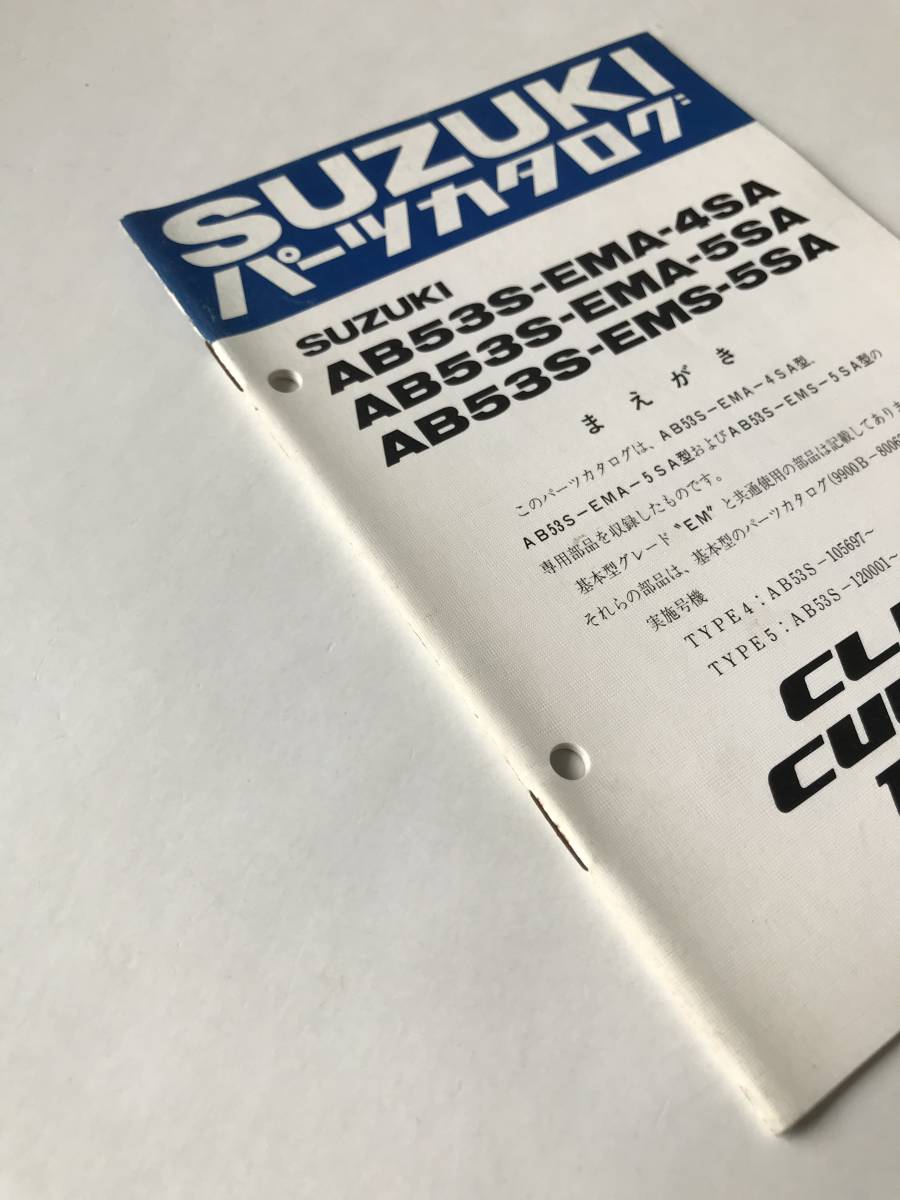 SUZUKI
パーツカタログ
SUZUKI
AB53S-EMA-4SA
AB53S-EMA-5SA
AB53S-EMS-5SA
まえがき
このパーツカタログは、AB53S-EMA-4SA型、
AB53S-EMA-5SA型およびAB53S-EMS-5SA型の
専用部品を収録したものです。
基本型グレード〝EM〟と共通使用の部品は記載してありま
それらの部品は、基本型のパーツカタログ(9900B-8006
実施号機
TYPE4:AB53S-105697~
TYPE5:AB53S-120001~